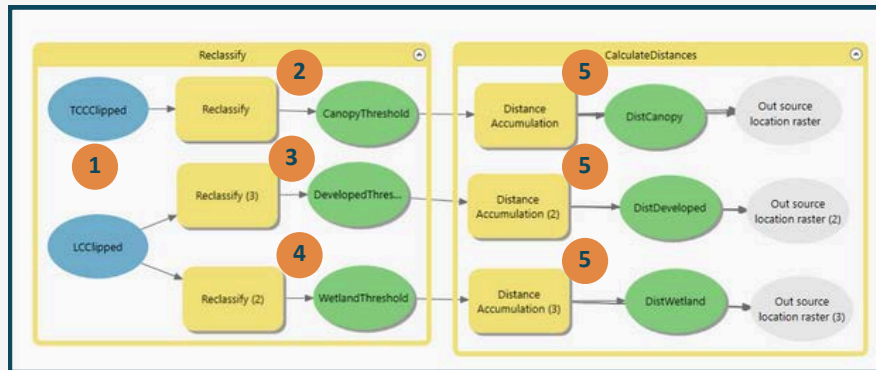 Reclassify
CalculateDistances
2
5
TCCClipped
Reclassify
CanopyThreshold
Distance
Accumulation
DistCanopy
Out source
location raster
1
3
5
Reclassify (3)
DevelopedThres...
Distance
Accumulation (2)
DistDeveloped
Out source
location raster (2)
LCClipped
4
5
Reclassify (2)
WetlandThreshold
Distance
Accumulation (3)
DistWetland
Out source
location raster (3)